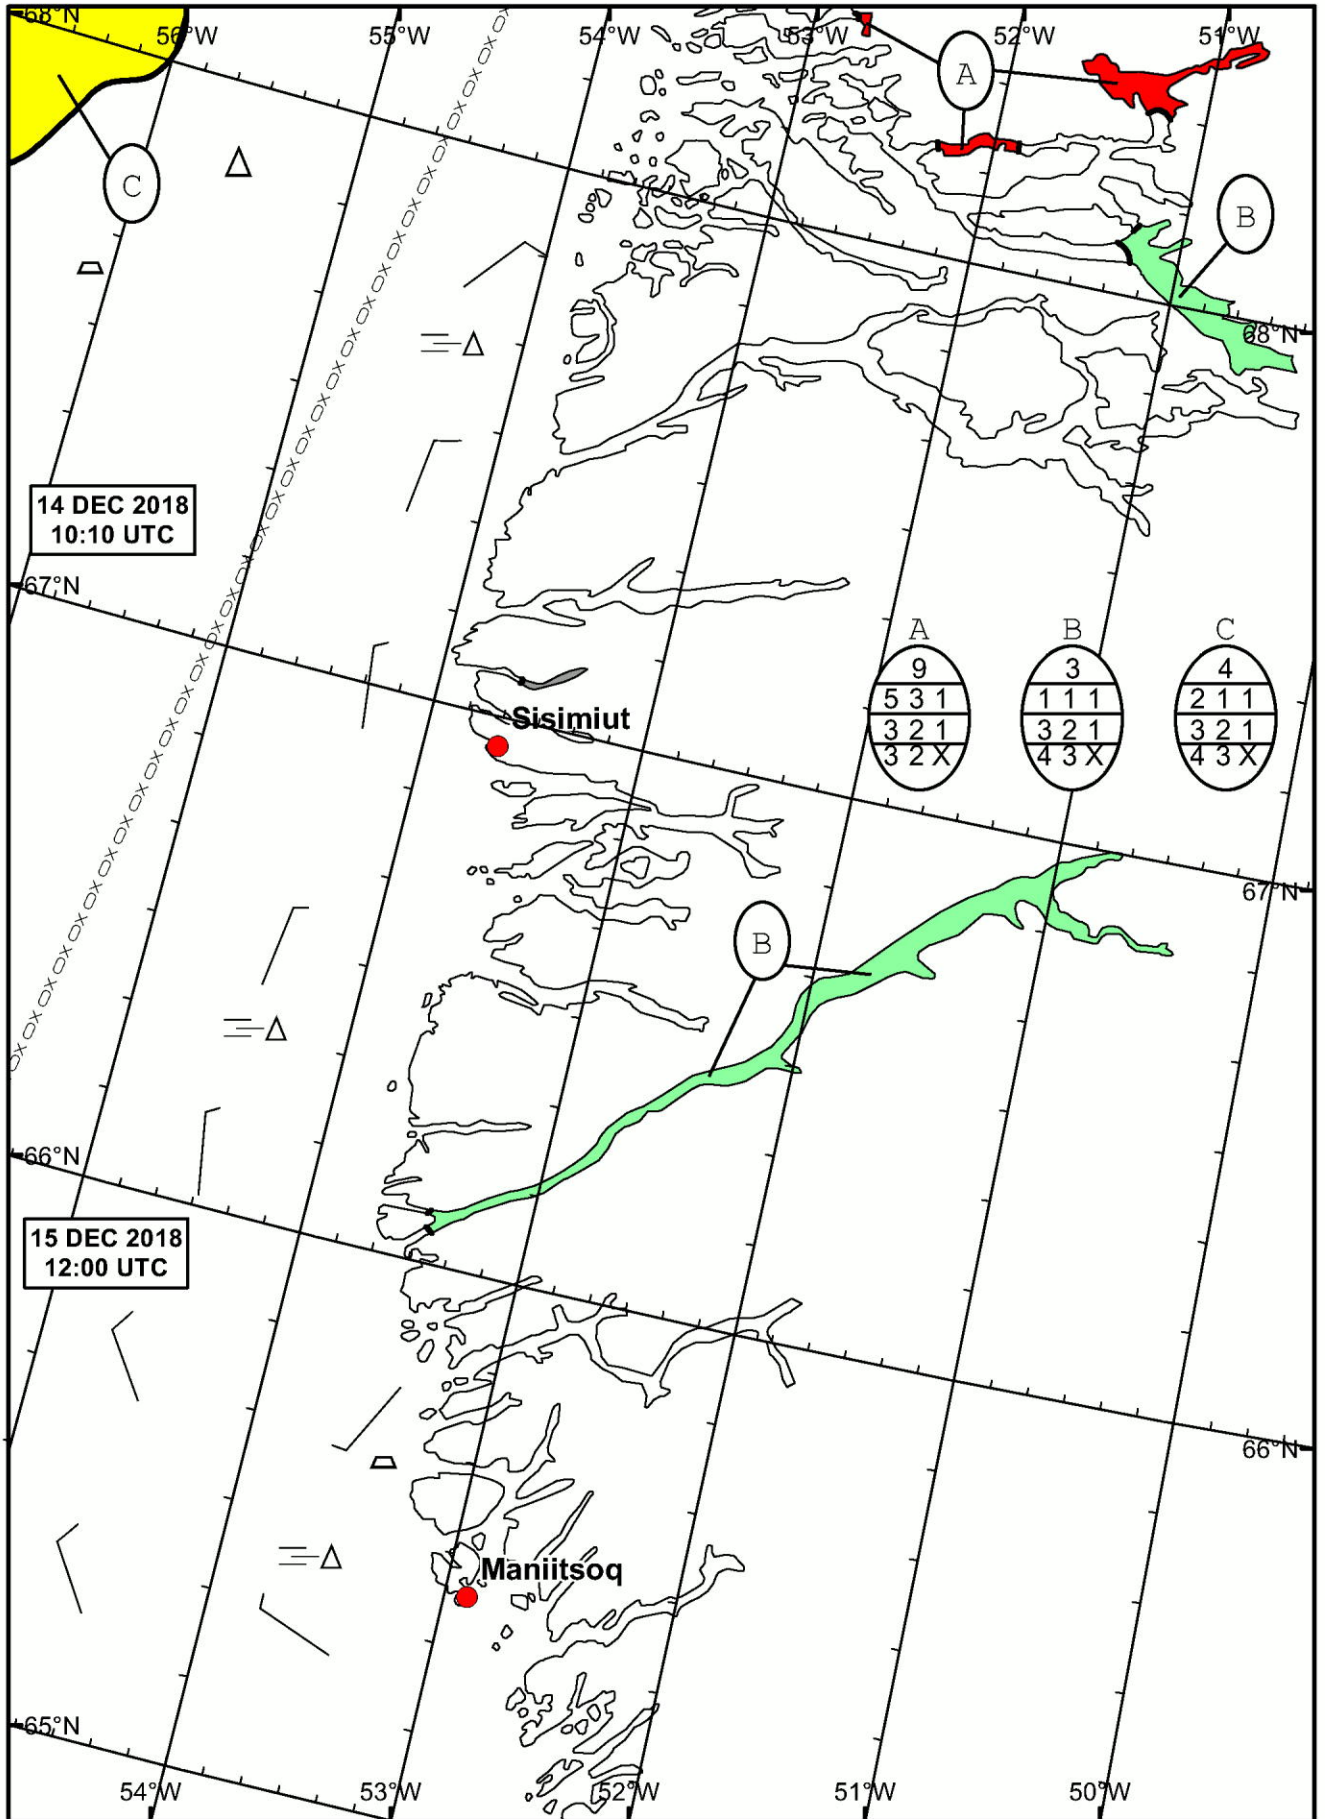 68°N
56°W
55°W
54°W
53°W
52°W
51°W
A
C
B
68°N
14 DEC 2018
10:10 UTC
67°N
A B C
9 3 4
5 3 1 1 1 1 2 1 1
3 2 1 3 2 1 3 2 1
3 2 X 4 3 X 4 3 X
Sisimiut
67°N
B
66°N
15 DEC 2018
12:00 UTC
66°N
Maniitsoq
65°N
54°W
53°W
52°W
51°W
50°W